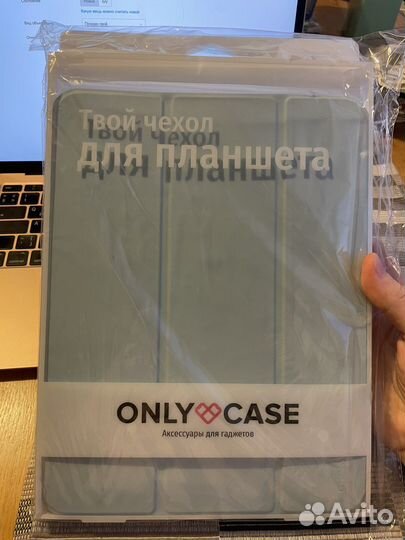 Твой чехол
для планшета
ONLY CASE
Аксессуары для гаджетов
Avito